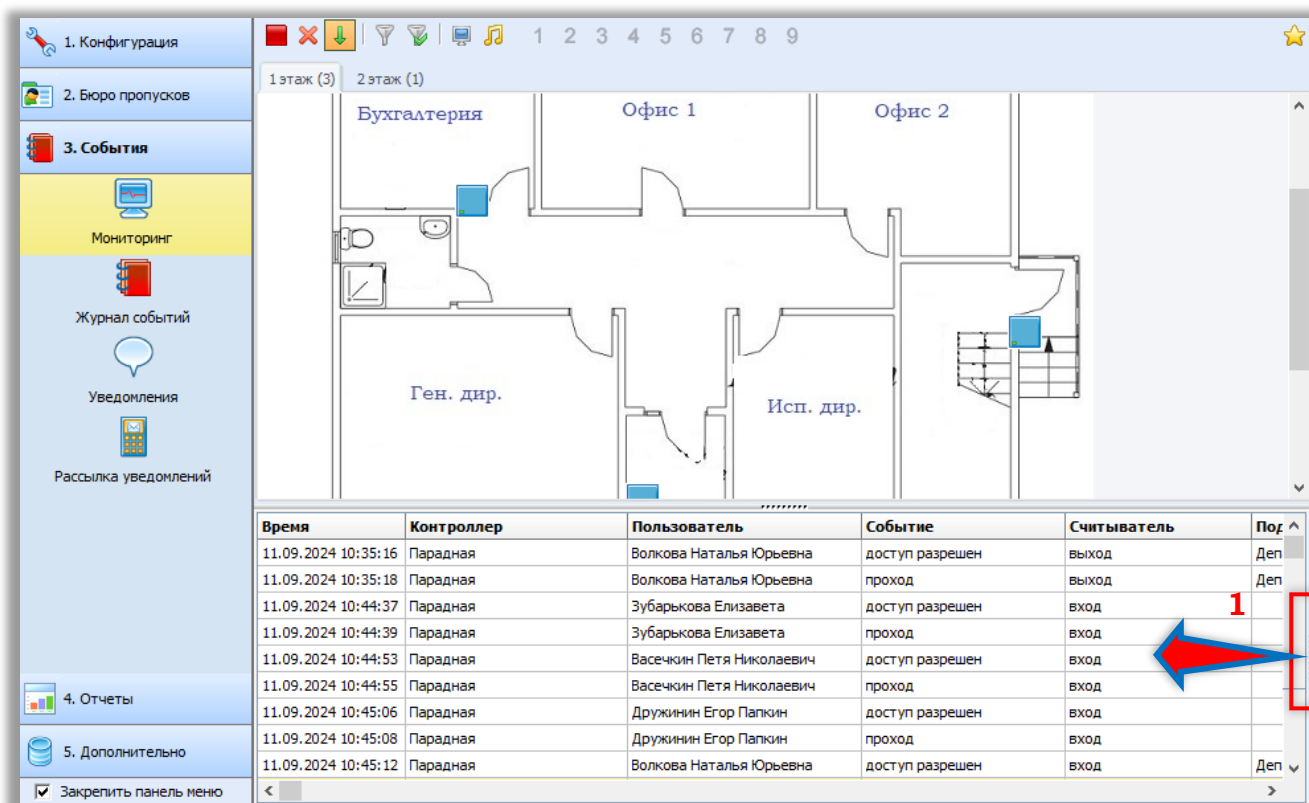 1. Конфигурация
2. Бюро пропусков
3. События
Мониторинг
Журнал событий
Уведомления
Рассылка уведомлений
4. Отчеты
5. Дополнительно
Закрепить панель меню
1 2 3 4 5 6 7 8 9
1 этаж (3) 2 этаж (1)
Бухгалтерия Офис 1 Офис 2
Ген. дир. Исп. дир.
Время Контроллер Пользователь Событие Считыватель Под
11.09.2024 10:35:16 Парадная Волкова Наталья Юрьевна доступ разрешен выход Деп
11.09.2024 10:35:18 Парадная Волкова Наталья Юрьевна проход выход Деп
11.09.2024 10:44:37 Парадная Зубарькова Елизавета доступ разрешен вход
1
11.09.2024 10:44:39 Парадная Зубарькова Елизавета проход вход
11.09.2024 10:44:53 Парадная Васечкин Петя Николаевич доступ разрешен вход
11.09.2024 10:44:55 Парадная Васечкин Петя Николаевич проход вход
11.09.2024 10:45:06 Парадная Дружинин Егор Папкин доступ разрешен вход
11.09.2024 10:45:08 Парадная Дружинин Егор Папкин проход вход
11.09.2024 10:45:12 Парадная Волкова Наталья Юрьевна доступ разрешен вход Деп